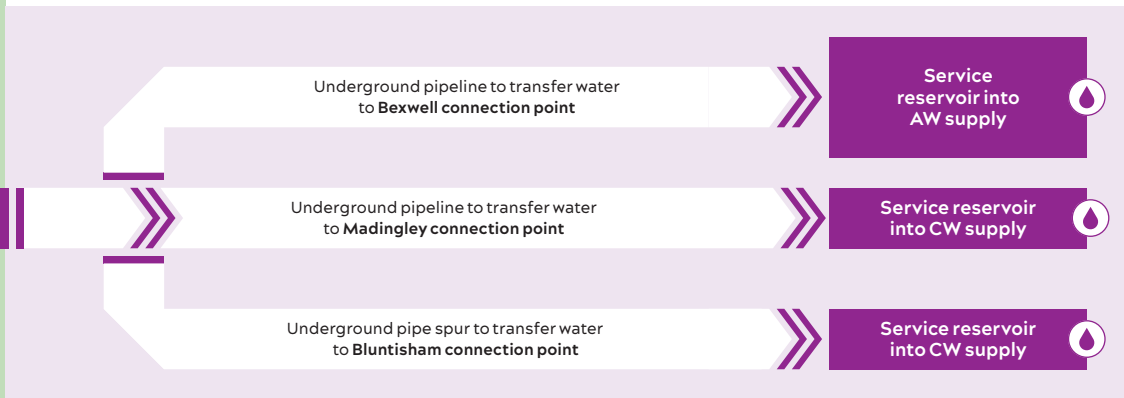 Underground pipeline to transfer water
to Bexwell connection point
Service
reservoir into
AW supply
Underground pipeline to transfer water
to Madingley connection point
Service reservoir
into CW supply
Underground pipe spur to transfer water
to Bluntisham connection point
Service reservoir
into CW supply